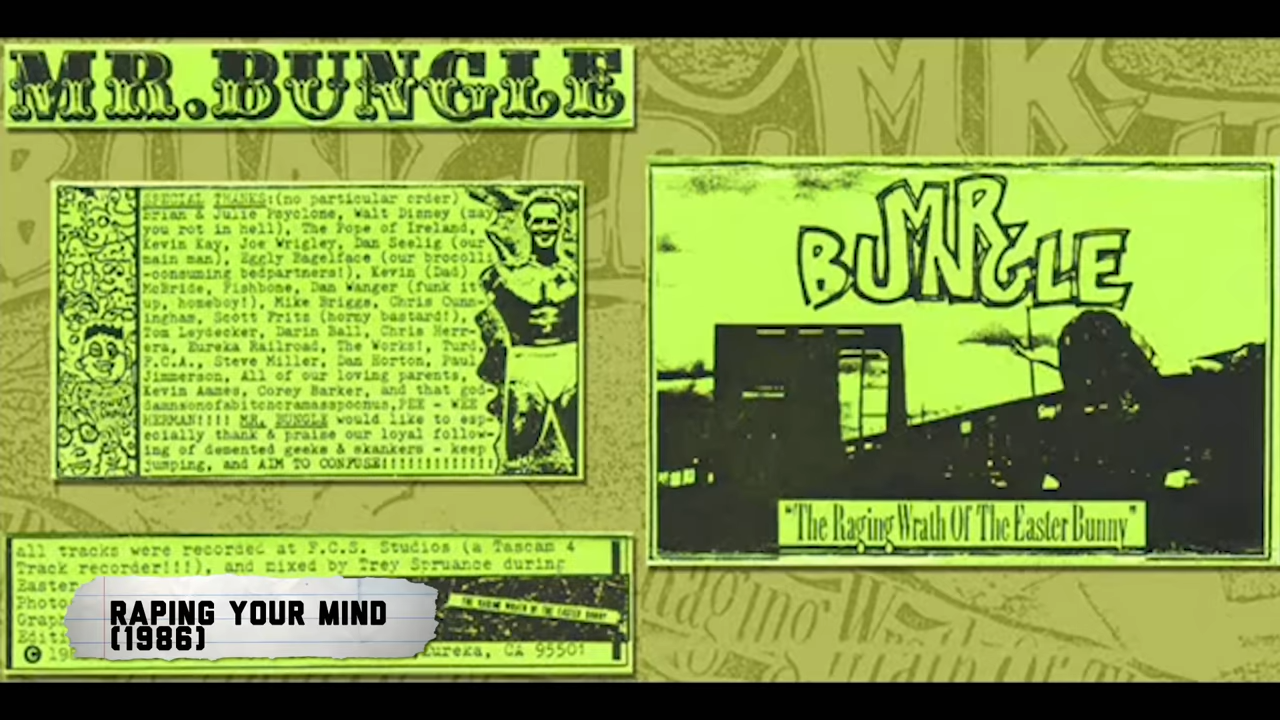 MR.BUNGLE
SPECIAL THANKS:(no particular order)
Brian & Julie Psyclone, Walt Disney (may
you rot in hell), The Pope of Ireland,
Kevin Kay, Joe Wrigley, Dan Seelig (our
main man), Eggly Bagelface (our brocolli
-consuming bedpartners!), Kevin (Dad)
McBride, Fishbone, Dan Wanger (funk it
up, homeboy!), Mike Briggs, Chris Cunn-
ingham, Scott Fritz (horny bastard!),
Tom Leydecker, Darin Ball, Chris Herr-
era, Eureka Railroad, The Works!, Turd,
P.C.A., Steve Miller, Dan Horton, Paul
Jimmerson, All of our loving parents,
Kevin Aames, Corey Barker, and that god-
PEE - WEE
HERMAN!!!! MR. BUNGLE would like to esp-
ecially thank & praise our loyal follow-
ing of demented geeks & skankers - keep
jumping, and AIM TO CONFUSE!!!!!!!!!!!!!
all tracks were recorded at F.C.S. Studios (a Tascam 4
Track recorder!!!), and mixed by Trey Spruance during
Easter
Photo
Grap
Editi
THE RAGING WRATH OF THE EASTER BUNNY
© 19
Eureka, CA 95501
RAPING YOUR MIND
(1986)
MR.
BUNGLE
"The Raging Wrath Of The Easter Bunny"